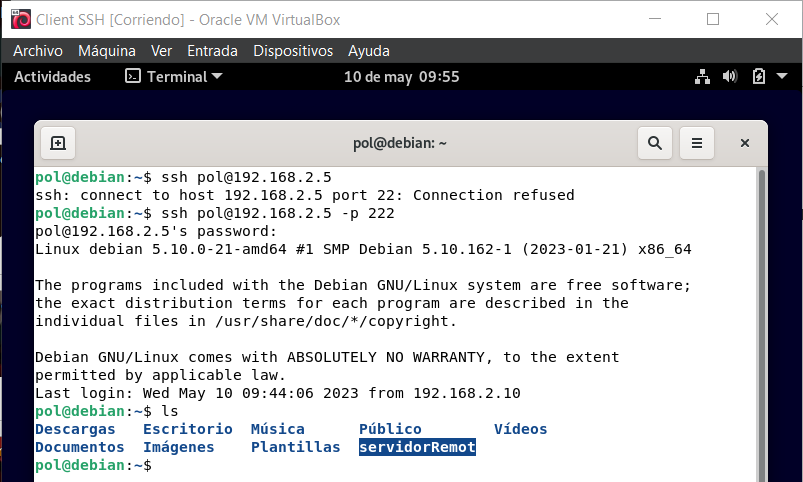 Client SSH [Corriendo] - Oracle VM VirtualBox
Archivo Máquina Ver Entrada Dispositivos Ayuda
Actividades Terminal 10 de may 09:55
pol@debian: ~
pol@debian:~$ ssh pol@192.168.2.5
ssh: connect to host 192.168.2.5 port 22: Connection refused
pol@debian:~$ ssh pol@192.168.2.5 -p 222
pol@192.168.2.5's password:
Linux debian 5.10.0-21-amd64 #1 SMP Debian 5.10.162-1 (2023-01-21) x86_64
The programs included with the Debian GNU/Linux system are free software;
the exact distribution terms for each program are described in the
individual files in /usr/share/doc/*/copyright.
Debian GNU/Linux comes with ABSOLUTELY NO WARRANTY, to the extent
permitted by applicable law.
Last login: Wed May 10 09:44:06 2023 from 192.168.2.10
pol@debian:~$ ls
Descargas Escritorio Música Público Vídeos
Documentos Imágenes Plantillas servidorRemot
pol@debian:~$